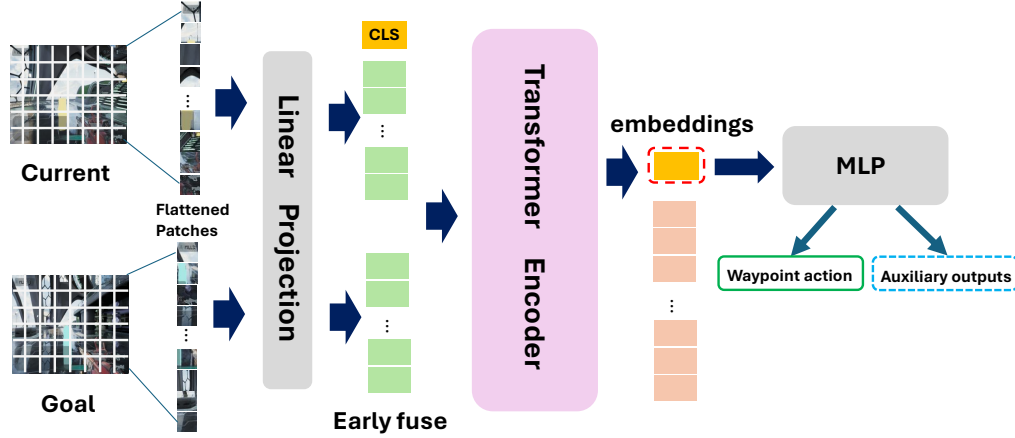 Current
Flattened
Patches
Goal
Linear Projection
CLS
...
...
Early fuse
Transformer Encoder
embeddings
...
MLP
Waypoint action
Auxiliary outputs